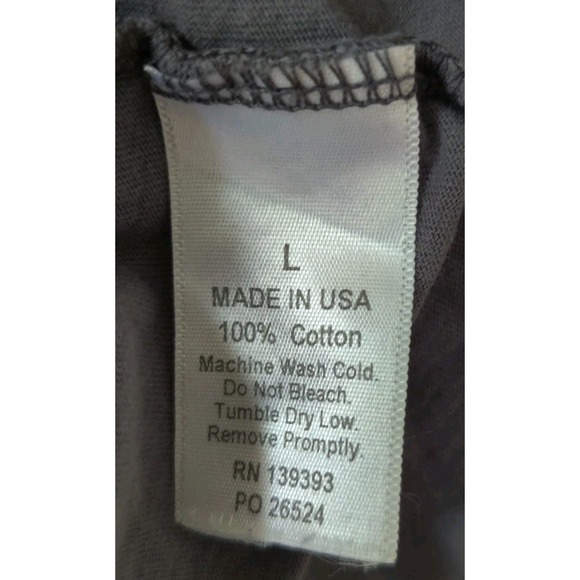 L
MADE IN USA
100% Cotton
Machine Wash Cold.
Do Not Bleach.
Tumble Dry Low.
Remove Promptly.
RN 139393
PO 26524